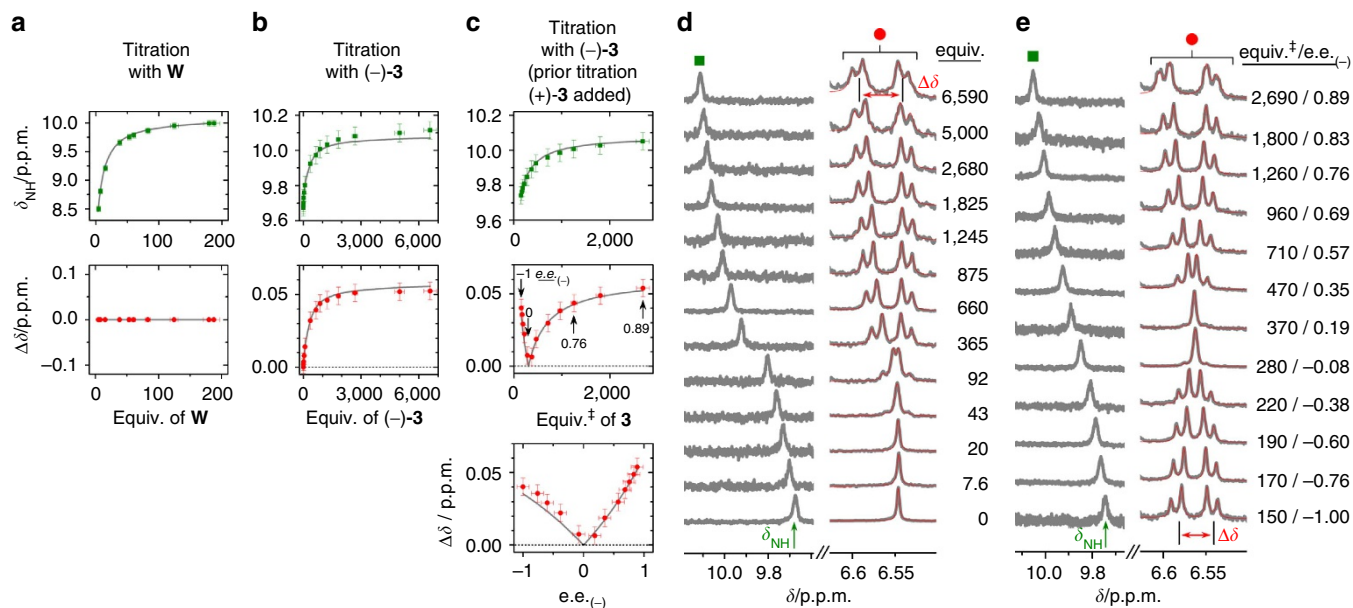 a
Titration
with W
δNH/p.p.m.
10.0
9.5
9.0
8.5
0 100 200
Δδ/p.p.m.
0.1
0.0
−0.1
0 100 200
Equiv. of W
b
Titration
with (−)-3
10.2
10.0
9.8
9.6
0 3,000 6,000
0.05
0.00
0 3,000 6,000
Equiv. of (−)-3
c
Titration
with (−)-3
(prior titration
(+)-3 added)
10.2
10.0
9.8
9.6
0 2,000
−1 e.e.(−)
0
0.76
0.89
0.05
0.00
0 2,000
Equiv.‡ of 3
Δδ / p.p.m.
0.05
0.00
−1 0 1
e.e.(−)
d
equiv.
Δδ
6,590
5,000
2,680
1,825
1,245
875
660
365
92
43
20
7.6
0
δNH
10.0 9.8 6.6 6.55
δ/p.p.m.
e
equiv.‡/e.e.(−)
2,690 / 0.89
1,800 / 0.83
1,260 / 0.76
960 / 0.69
710 / 0.57
470 / 0.35
370 / 0.19
280 / −0.08
220 / −0.38
190 / −0.60
170 / −0.76
150 / −1.00
δNH
Δδ
10.0 9.8 6.6 6.55
δ/p.p.m.